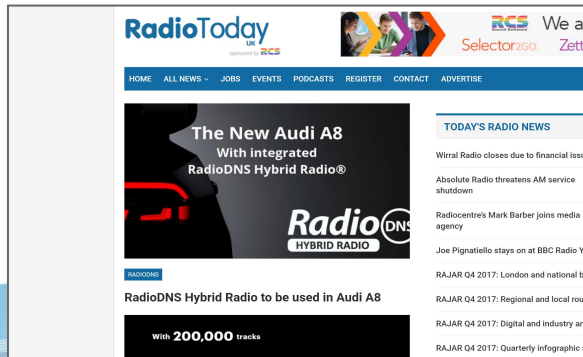 RadioToday
UK
sponsored by RCS
RCS
Sound Software
We a
Selector2GO
Zett
HOME ALL NEWS JOBS EVENTS PODCASTS REGISTER CONTACT ADVERTISE
The New Audi A8
With integrated
RadioDNS Hybrid Radio®
RadioDNS
HYBRID RADIO
RADIODNS
RadioDNS Hybrid Radio to be used in Audi A8
With 200,000 tracks
TODAY'S RADIO NEWS
Wirral Radio closes due to financial issu
Absolute Radio threatens AM service
shutdown
Radiocentre's Mark Barber joins media
agency
Joe Pignatiello stays on at BBC Radio Y
RAJAR Q4 2017: London and national b
RAJAR Q4 2017: Regional and local rou
RAJAR Q4 2017: Digital and industry an
RAJAR Q4 2017: Quarterly infographic